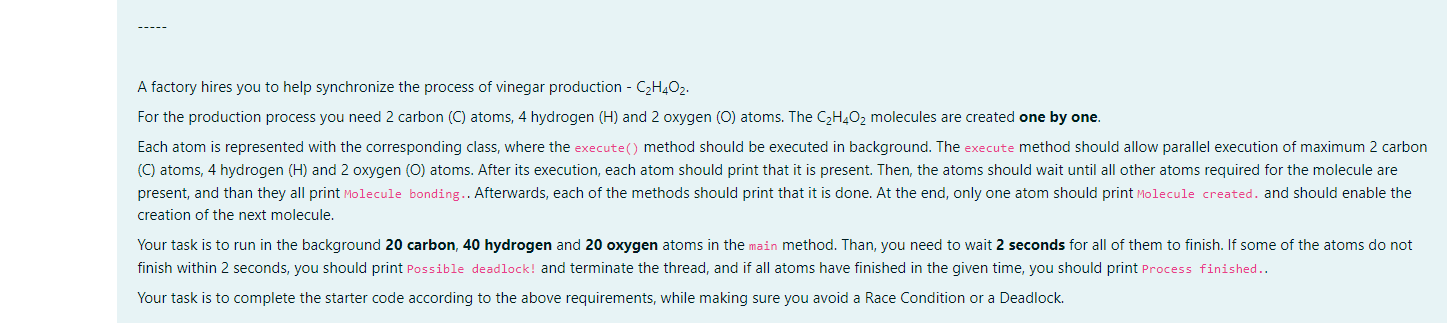 -----
A factory hires you to help synchronize the process of vinegar production - C₂H₄O₂.
For the production process you need 2 carbon (C) atoms, 4 hydrogen (H) and 2 oxygen (O) atoms. The C₂H₄O₂ molecules are created one by one.
Each atom is represented with the corresponding class, where the execute() method should be executed in background. The execute method should allow parallel execution of maximum 2 carbon
(C) atoms, 4 hydrogen (H) and 2 oxygen (O) atoms. After its execution, each atom should print that it is present. Then, the atoms should wait until all other atoms required for the molecule are
present, and than they all print Molecule bonding.. Afterwards, each of the methods should print that it is done. At the end, only one atom should print Molecule created. and should enable the
creation of the next molecule.
Your task is to run in the background 20 carbon, 40 hydrogen and 20 oxygen atoms in the main method. Than, you need to wait 2 seconds for all of them to finish. If some of the atoms do not
finish within 2 seconds, you should print Possible deadlock! and terminate the thread, and if all atoms have finished in the given time, you should print Process finished..
Your task is to complete the starter code according to the above requirements, while making sure you avoid a Race Condition or a Deadlock.